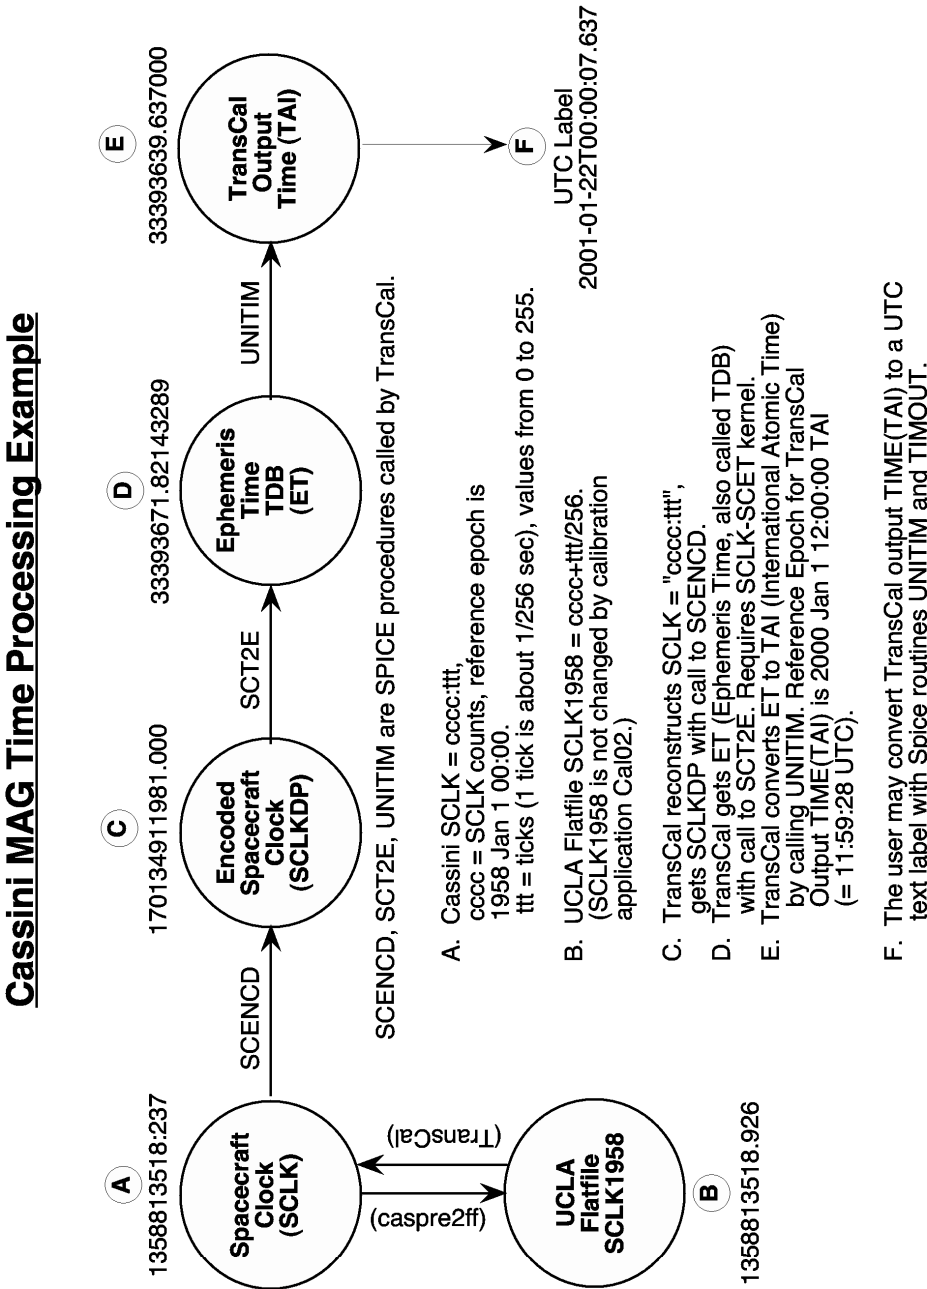 Cassini MAG Time Processing Example
A
1358813518:237
Spacecraft
Clock
(SCLK)
SCENCD
C
170134911981.000
Encoded
Spacecraft
Clock
(SCLKDP)
SCT2E
D
33393671.82143289
Ephemeris
Time
TDB
(ET)
UNITIM
E
33393639.637000
TransCal
Output
Time (TAI)
(caspre2ff)
(TransCal)
UCLA
Flatfile
SCLK1958
B
1358813518.926
F
UTC Label
2001-01-22T00:00:07.637
SCENCD, SCT2E, UNITIM are SPICE procedures called by TransCal.
A. Cassini SCLK = cccc:ttt,
cccc = SCLK counts, reference epoch is
1958 Jan 1 00:00.
ttt = ticks (1 tick is about 1/256 sec), values from 0 to 255.
B. UCLA Flatfile SCLK1958 = cccc+ttt/256.
(SCLK1958 is not changed by calibration
application Cal02.)
C. TransCal reconstructs SCLK = "cccc:ttt",
gets SCLKDP with call to SCENCD.
D. TransCal gets ET (Ephemeris Time, also called TDB)
with call to SCT2E. Requires SCLK-SCET kernel.
E. TransCal converts ET to TAI (International Atomic Time)
by calling UNITIM. Reference Epoch for TransCal
Output TIME(TAI) is 2000 Jan 1 12:00:00 TAI
(= 11:59:28 UTC).
F. The user may convert TransCal output TIME(TAI) to a UTC
text label with Spice routines UNITIM and TIMOUT.